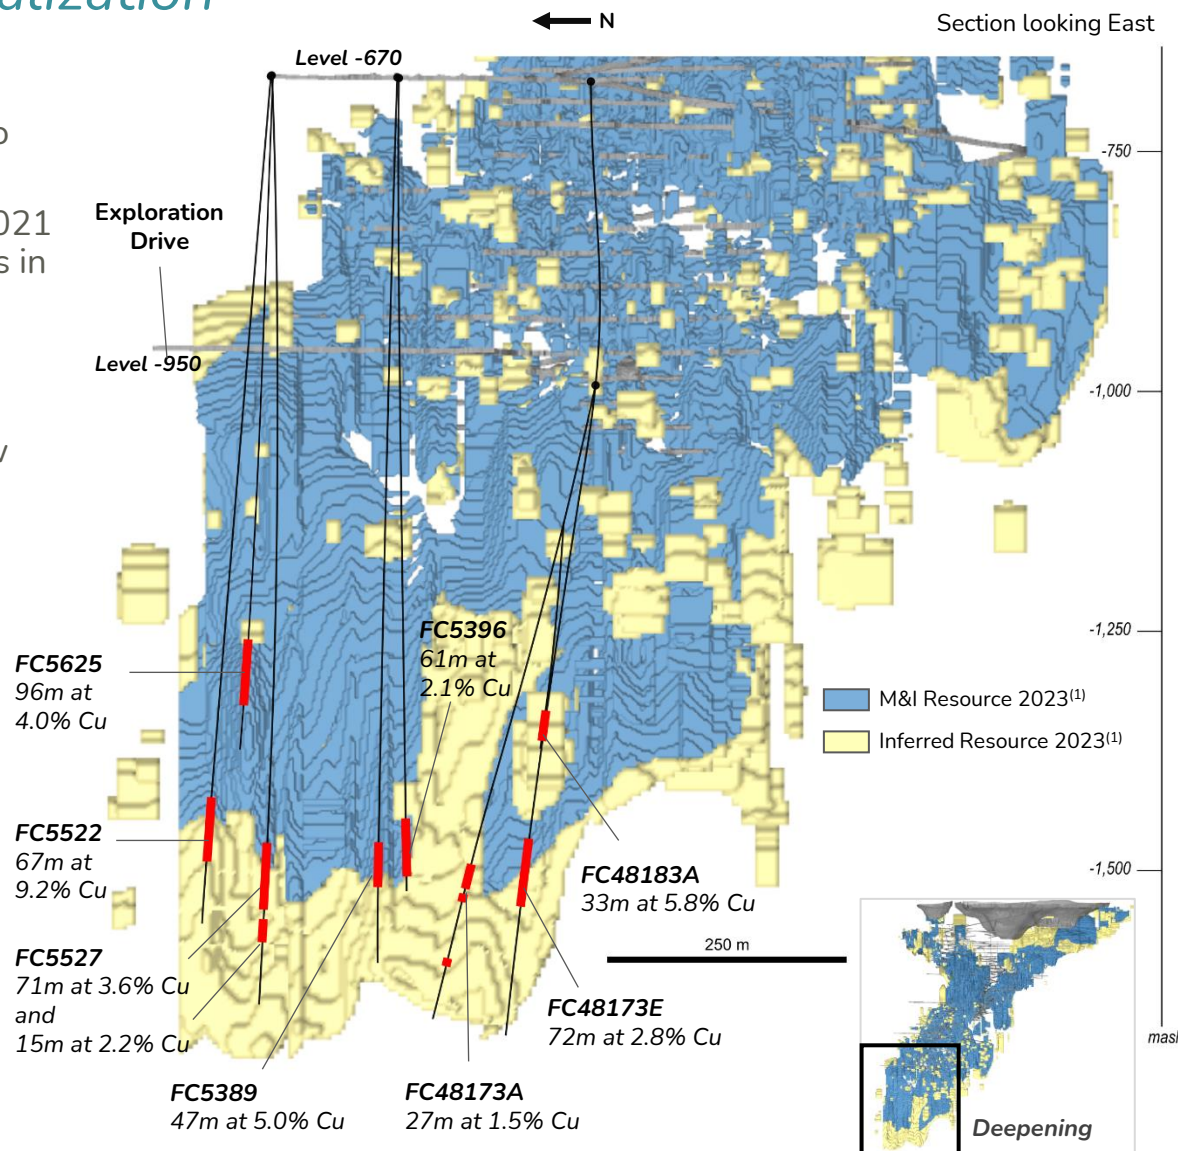 N
Section looking East
Level -670
021
s in
Exploration
Drive
Level -950
-750
-1,000
-1,250
-1,500
masl
FC5625
96m at
4.0% Cu
FC5396
61m at
2.1% Cu
M&I Resource 2023(1)
Inferred Resource 2023(1)
FC5522
67m at
9.2% Cu
FC48183A
33m at 5.8% Cu
250 m
FC5527
71m at 3.6% Cu
and
15m at 2.2% Cu
FC48173E
72m at 2.8% Cu
FC5389
47m at 5.0% Cu
FC48173A
27m at 1.5% Cu
Deepening